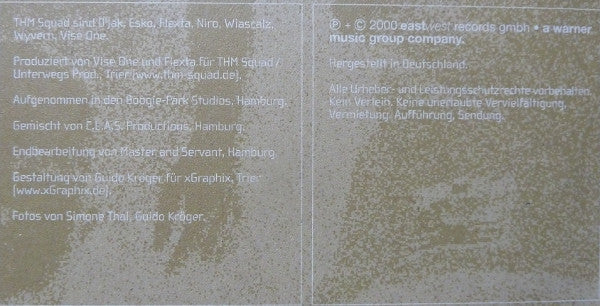 THM Squad sind D'jak, Esko, Flexta, Niro, Wiascalz,
Wyvern, Vise One.
Produziert von Vise One und Flexta für THM Squad /
Unterwegs Prod., Trier (www.thm-squad.de).
Aufgenommen in den Boogie-Park Studios, Hamburg.
Gemischt von E.L.A.S. Productions, Hamburg.
Endbearbeitung von Master and Servant, Hamburg.
Gestaltung von Guido Kröger für xGraphix, Trier
(www.xGraphix.de).
Fotos von Simone Thal, Guido Kröger.
℗ + © 2000 eastwest records gmbh • a warner
music group company.
Hergestellt in Deutschland.
Alle Urheber- und Leistungsschutzrechte vorbehalten.
Kein Verleih. Keine unerlaubte Vervielfältigung,
Vermietung, Aufführung, Sendung.